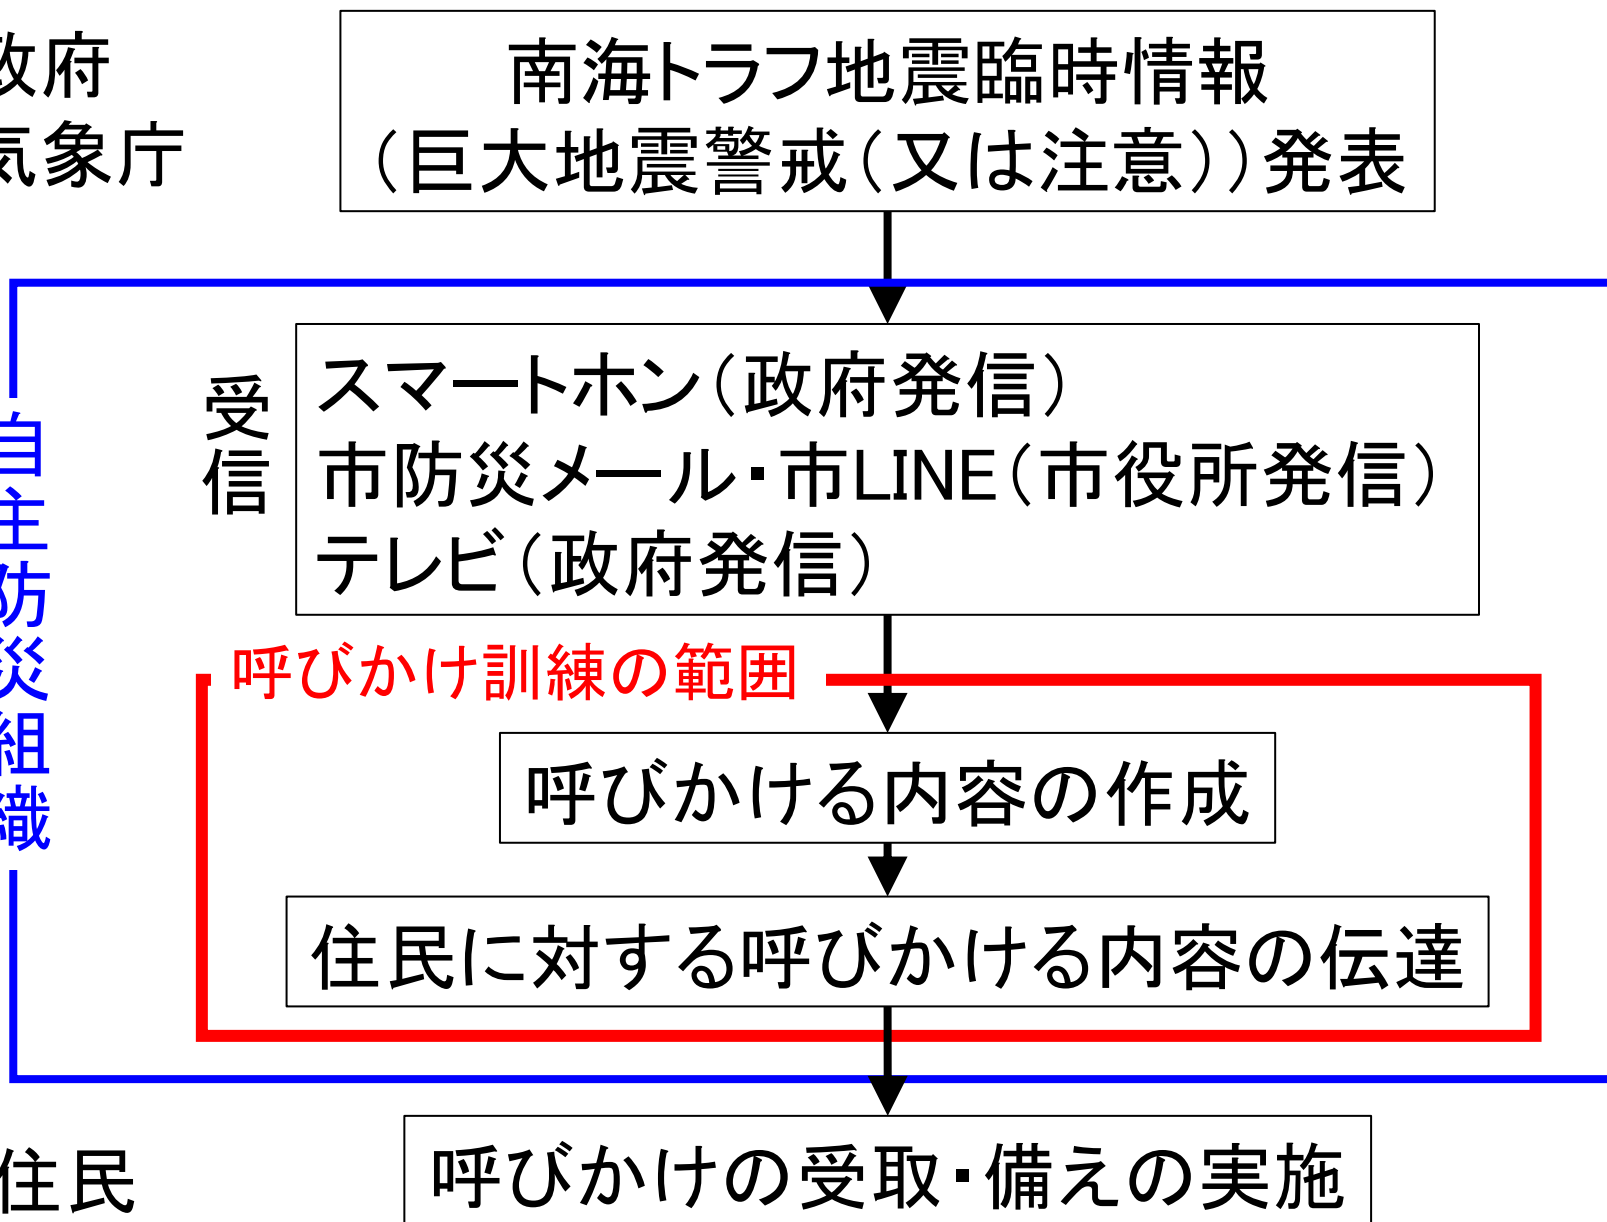 政府
気象庁
南海トラフ地震臨時情報
（巨大地震警戒（又は注意））発表
受信
スマートホン（政府発信）
市防災メール・市LINE（市役所発信）
テレビ（政府発信）
自主防災組織
呼びかけ訓練の範囲
呼びかける内容の作成
住民に対する呼びかける内容の伝達
住民
呼びかけの受取・備えの実施